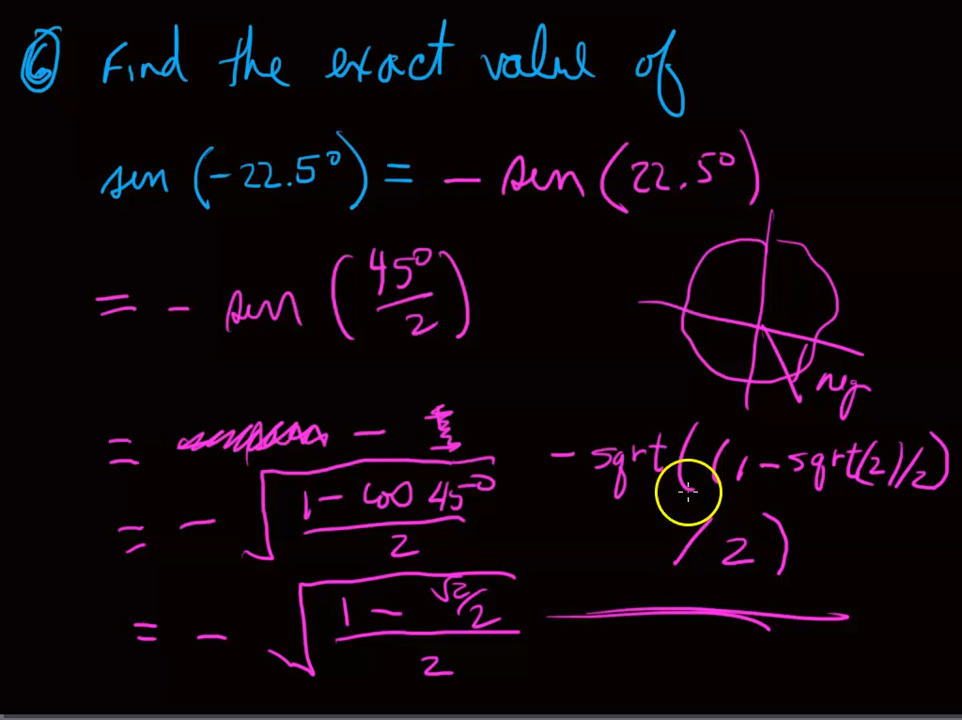 6 Find the exact value of
sin (-22.5°) = - sin (22.5°)
= - sin (45°/2)
neg
= -
= - √((1 - cos 45°)/2)
- sqrt((1-sqrt(2)/2)
/2)
= - √((1 - √2/2)/2)